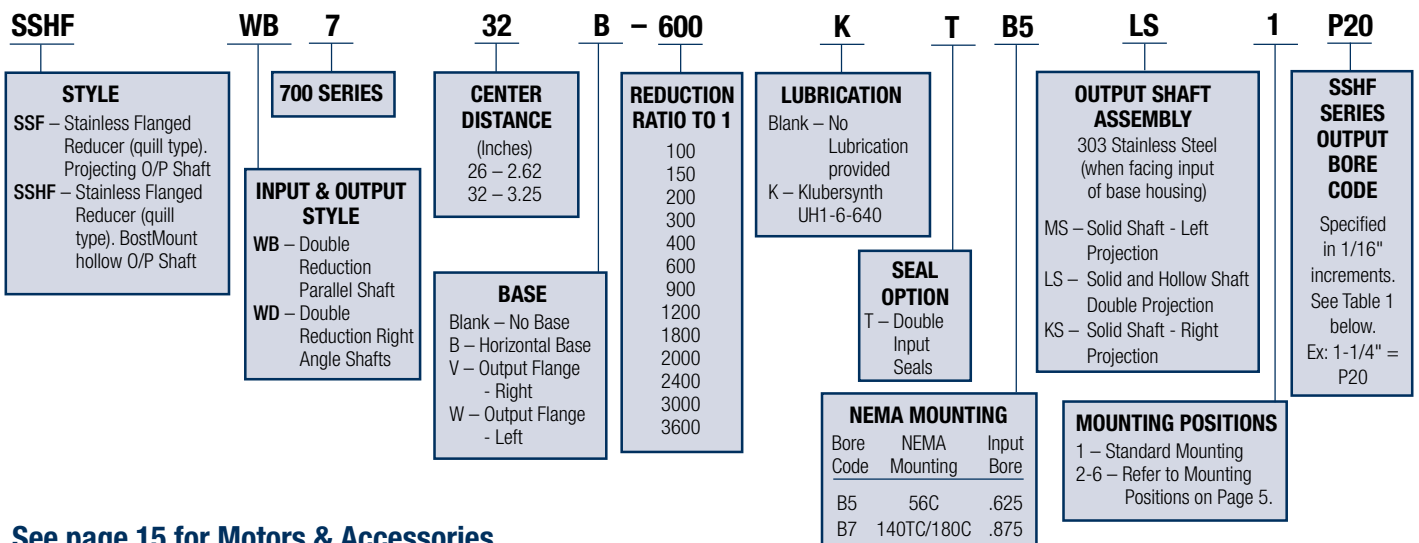 SSHF WB 7 32 B – 600 K T B5 LS 1 P20
STYLE
SSF – Stainless Flanged
Reducer (quill type).
Projecting O/P Shaft
SSHF – Stainless Flanged
Reducer (quill
type). BostMount
hollow O/P Shaft
INPUT & OUTPUT
STYLE
WB – Double
Reduction
Parallel Shaft
WD – Double
Reduction Right
Angle Shafts
700 SERIES
CENTER
DISTANCE
(Inches)
26 – 2.62
32 – 3.25
BASE
Blank – No Base
B – Horizontal Base
V – Output Flange
- Right
W – Output Flange
- Left
REDUCTION
RATIO TO 1
100
150
200
300
400
600
900
1200
1800
2000
2400
3000
3600
LUBRICATION
Blank – No
Lubrication
provided
K – Klubersynth
UH1-6-640
SEAL
OPTION
T – Double
Input
Seals
NEMA MOUNTING
Bore NEMA Input
Code Mounting Bore
B5 56C .625
B7 140TC/180C .875
OUTPUT SHAFT
ASSEMBLY
303 Stainless Steel
(when facing input
of base housing)
MS – Solid Shaft - Left
Projection
LS – Solid and Hollow Shaft
Double Projection
KS – Solid Shaft - Right
Projection
MOUNTING POSITIONS
1 – Standard Mounting
2-6 – Refer to Mounting
Positions on Page 5.
SSHF
SERIES
OUTPUT
BORE
CODE
Specified
in 1/16"
increments.
See Table 1
below.
Ex: 1-1/4" =
P20
See page 15 for Motors & Accessories